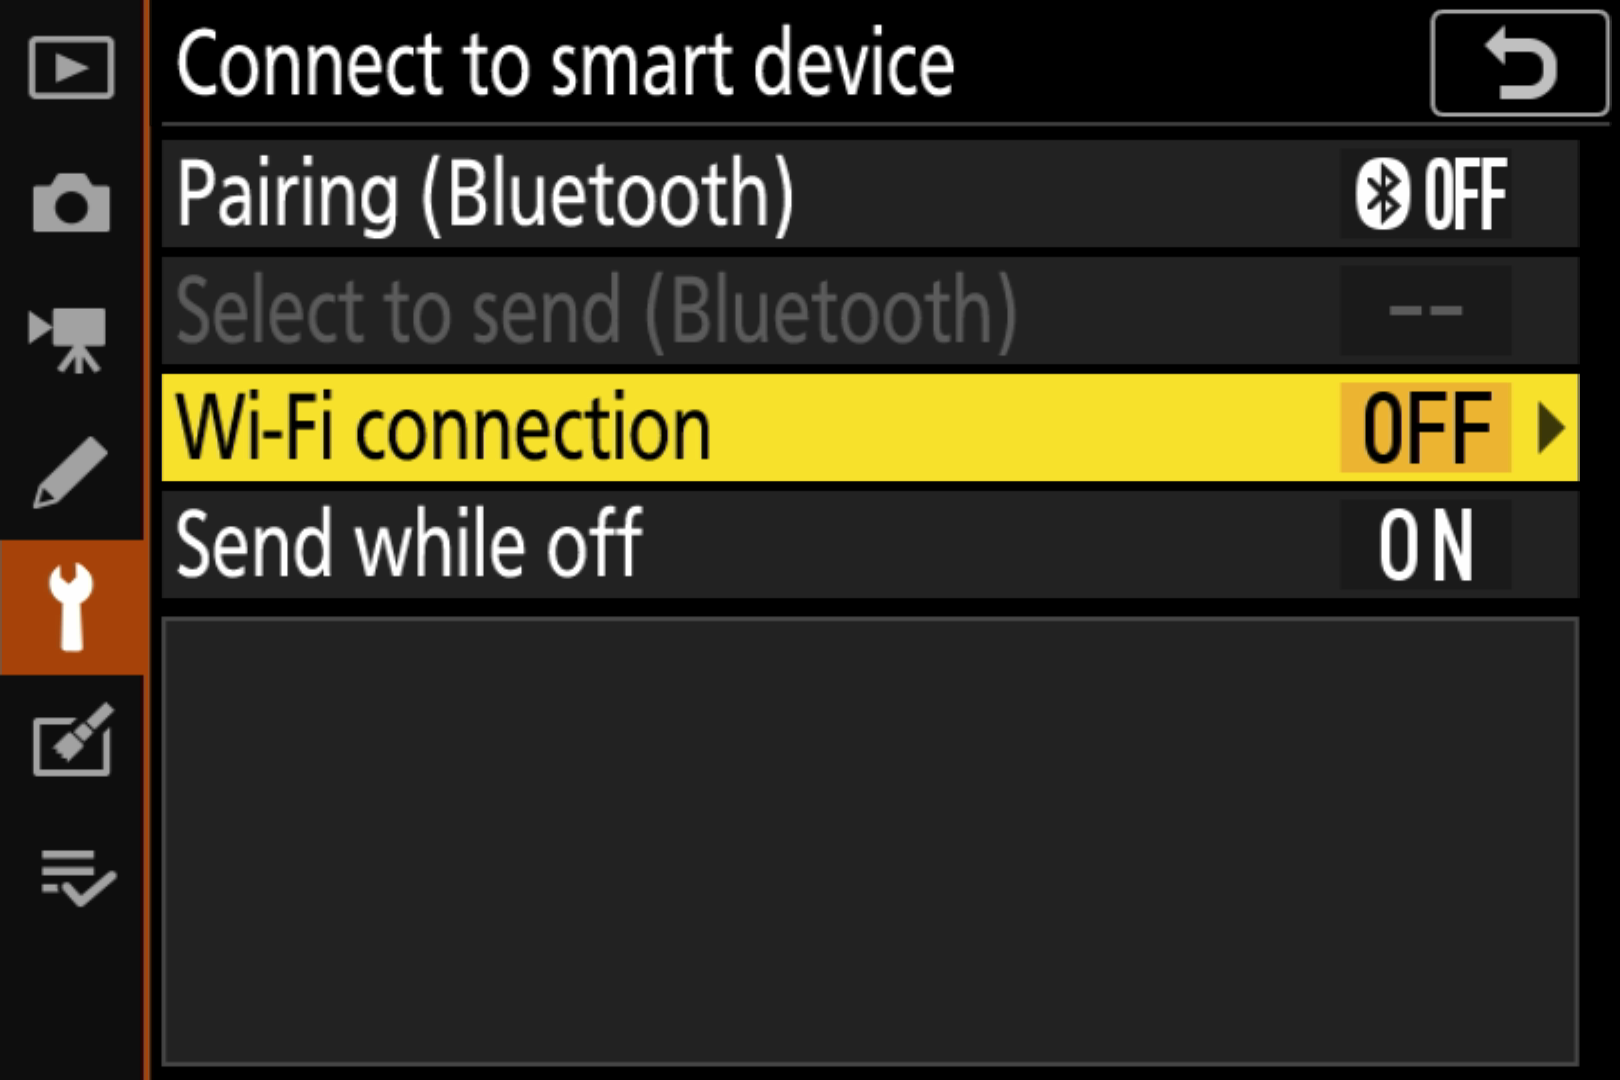 Connect to smart device
Pairing (Bluetooth) OFF
Select to send (Bluetooth) --
Wi-Fi connection OFF
Send while off ON